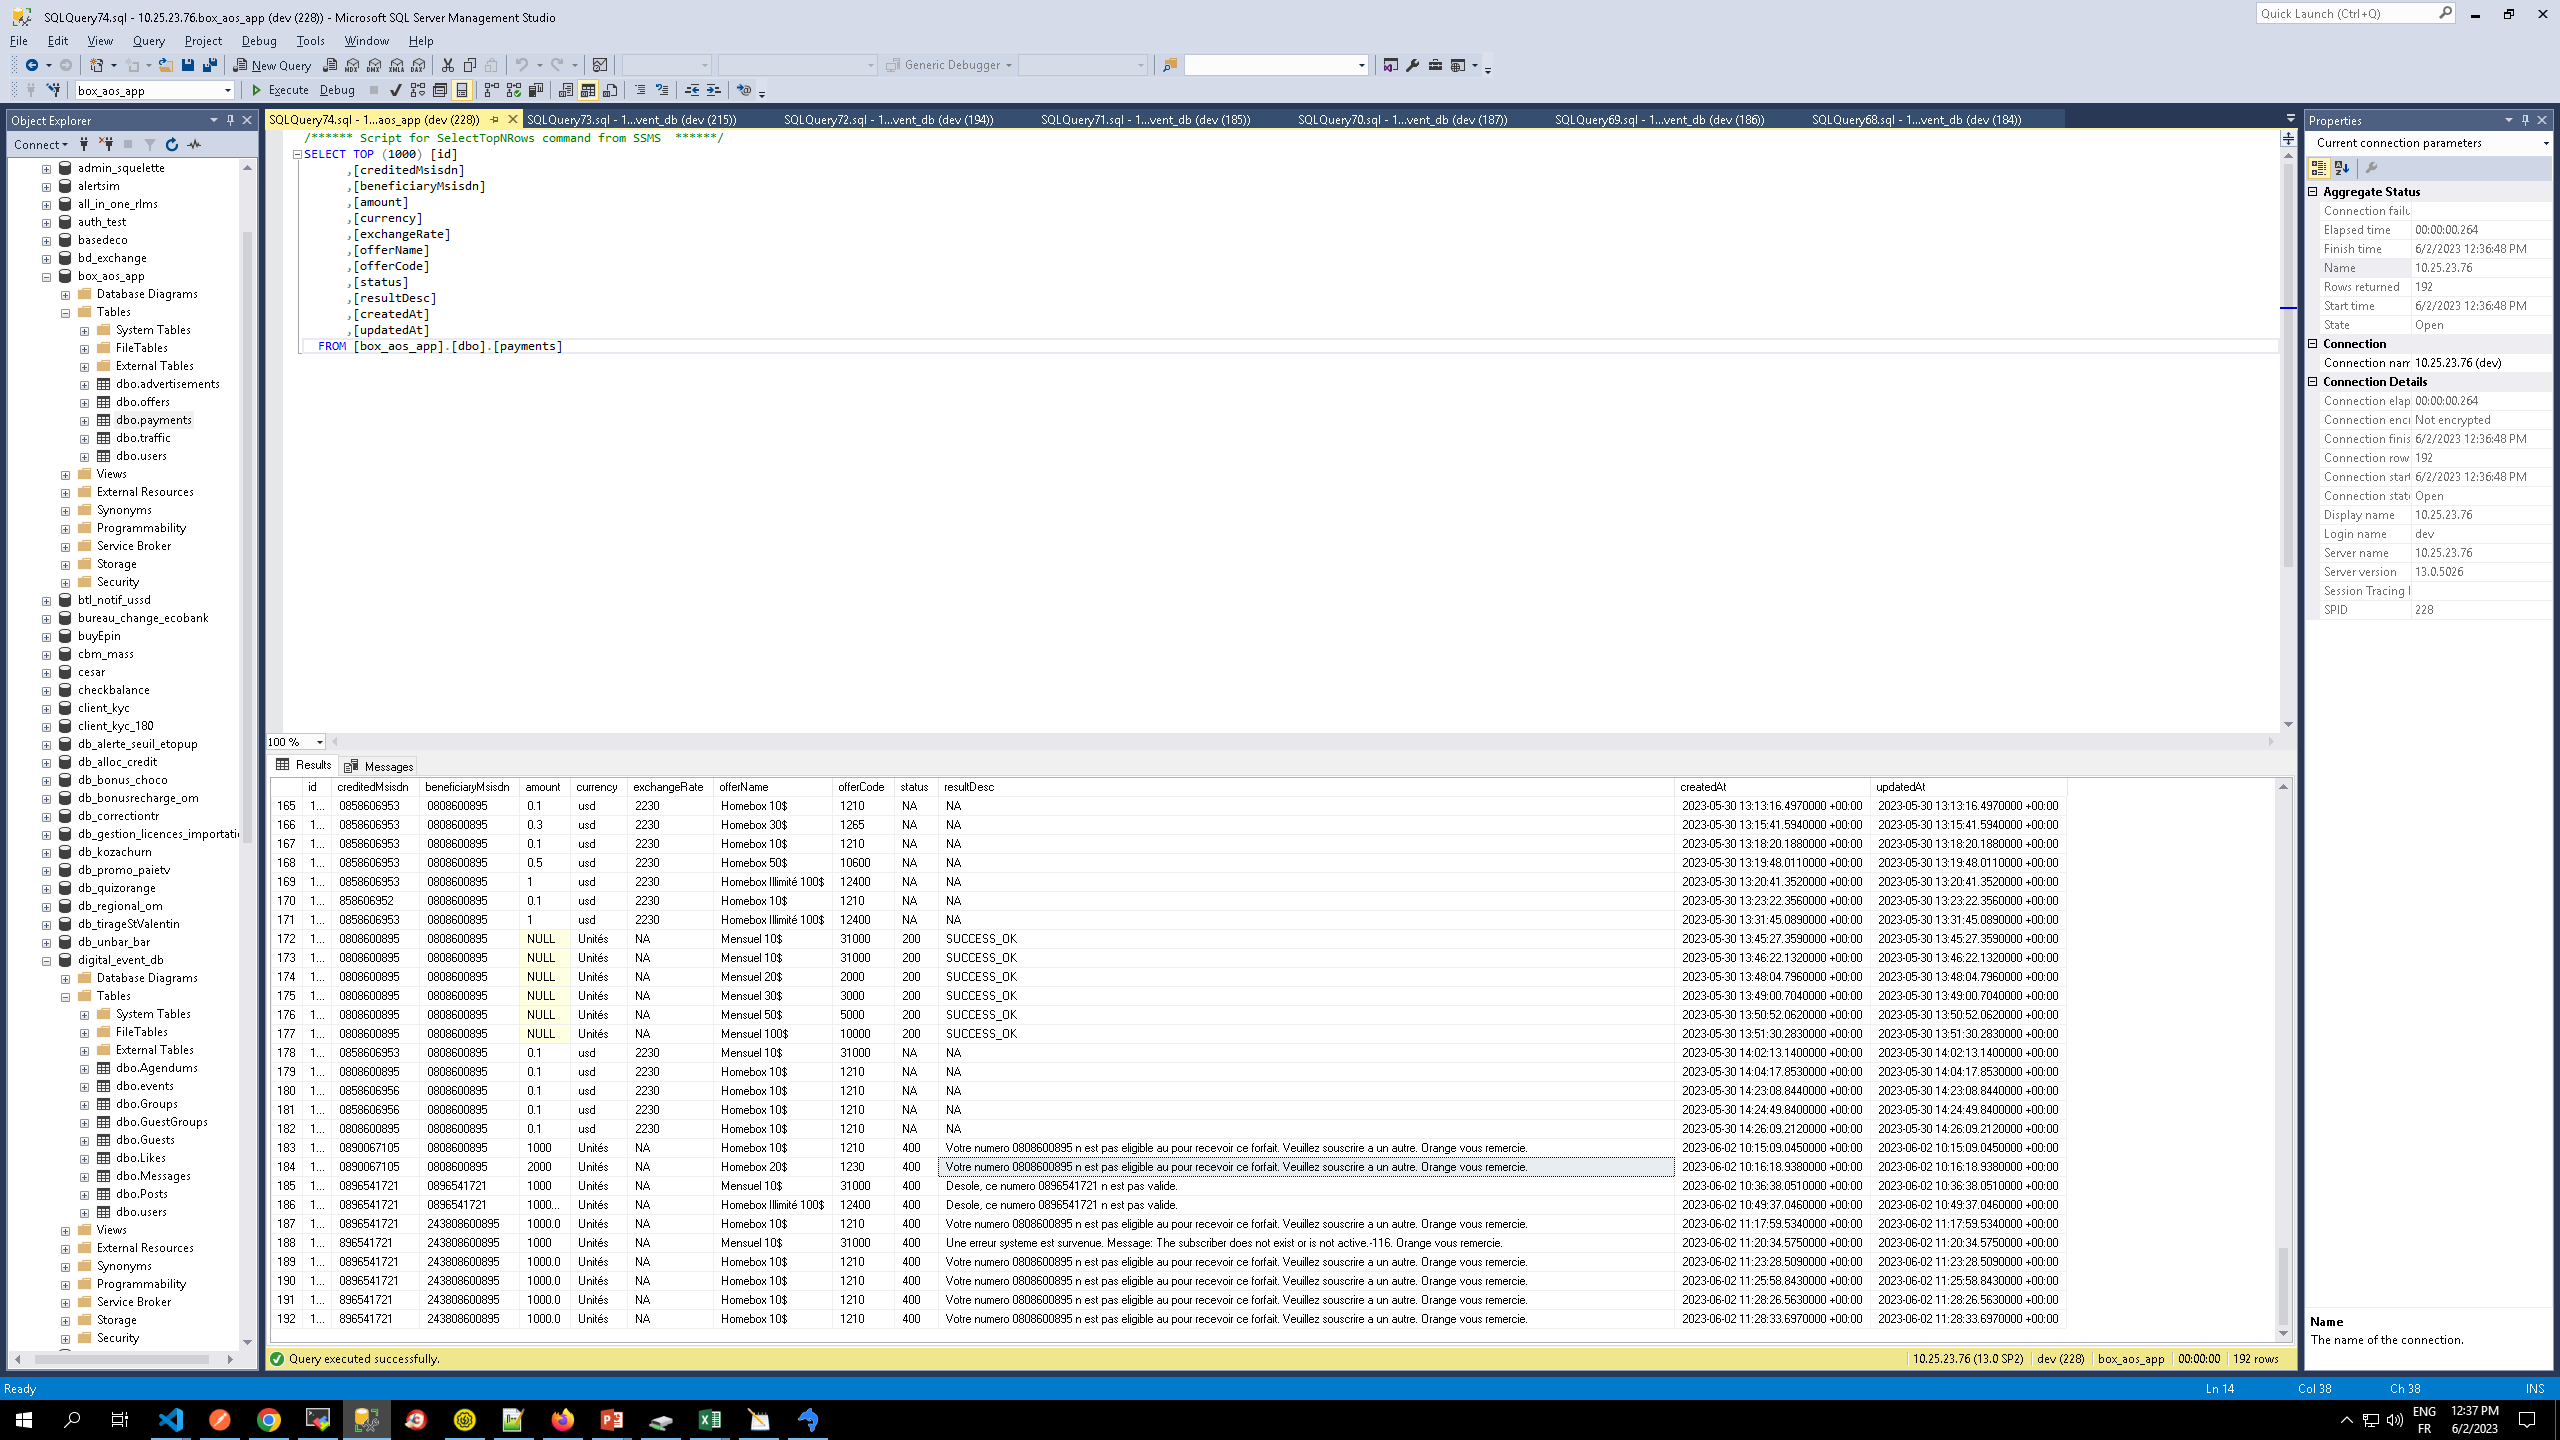 SQLQuery74.sql - 10.25.23.76.box_aos_app (dev (228)) - Microsoft SQL Server Management Studio
Quick Launch (Ctrl+Q)
File Edit View Query Project Debug Tools Window Help
New Query
Generic Debugger
box_aos_app Execute Debug
Object Explorer
Connect
admin_squelette
alertsim
all_in_one_rlms
auth_test
basedeco
bd_exchange
box_aos_app
Database Diagrams
Tables
System Tables
FileTables
External Tables
dbo.advertisements
dbo.offers
dbo.payments
dbo.traffic
dbo.users
Views
External Resources
Synonyms
Programmability
Service Broker
Storage
Security
btl_notif_ussd
bureau_change_ecobank
buyEpin
cbm_mass
cesar
checkbalance
client_kyc
client_kyc_180
db_alerte_seuil_etopup
db_alloc_credit
db_bonus_choco
db_bonusrecharge_om
db_correctiontr
db_gestion_licences_importati
db_kozachurn
db_promo_paietv
db_quizorange
db_regional_om
db_tirageStValentin
db_unbar_bar
digital_event_db
Database Diagrams
Tables
System Tables
FileTables
External Tables
dbo.Agendums
dbo.events
dbo.Groups
dbo.GuestGroups
dbo.Guests
dbo.Likes
dbo.Messages
dbo.Posts
dbo.users
Views
External Resources
Synonyms
Programmability
Service Broker
Storage
Security
SQLQuery74.sql - 1...aos_app (dev (228)) SQLQuery73.sql - 1...vent_db (dev (215)) SQLQuery72.sql - 1...vent_db (dev (194)) SQLQuery71.sql - 1...vent_db (dev (185)) SQLQuery70.sql - 1...vent_db (dev (187)) SQLQuery69.sql - 1...vent_db (dev (186)) SQLQuery68.sql - 1...vent_db (dev (184))
/****** Script for SelectTopNRows command from SSMS ******/
SELECT TOP (1000) [id]
,[creditedMsisdn]
,[beneficiaryMsisdn]
,[amount]
,[currency]
,[exchangeRate]
,[offerName]
,[offerCode]
,[status]
,[resultDesc]
,[createdAt]
,[updatedAt]
FROM [box_aos_app].[dbo].[payments]
100 %
Results Messages
id creditedMsisdn beneficiaryMsisdn amount currency exchangeRate offerName offerCode status resultDesc createdAt updatedAt
165 1... 0858606953 0808600895 0.1 usd 2230 Homebox 10$ 1210 NA NA 2023-05-30 13:13:16.4970000 +00:00 2023-05-30 13:13:16.4970000 +00:00
166 1... 0858606953 0808600895 0.3 usd 2230 Homebox 30$ 1265 NA NA 2023-05-30 13:15:41.5940000 +00:00 2023-05-30 13:15:41.5940000 +00:00
167 1... 0858606953 0808600895 0.1 usd 2230 Homebox 10$ 1210 NA NA 2023-05-30 13:18:20.1880000 +00:00 2023-05-30 13:18:20.1880000 +00:00
168 1... 0858606953 0808600895 0.5 usd 2230 Homebox 50$ 10600 NA NA 2023-05-30 13:19:48.0110000 +00:00 2023-05-30 13:19:48.0110000 +00:00
169 1... 0858606953 0808600895 1 usd 2230 Homebox Illimité 100$ 12400 NA NA 2023-05-30 13:20:41.3520000 +00:00 2023-05-30 13:20:41.3520000 +00:00
170 1... 858606952 0808600895 0.1 usd 2230 Homebox 10$ 1210 NA NA 2023-05-30 13:23:22.3560000 +00:00 2023-05-30 13:23:22.3560000 +00:00
171 1... 0858606953 0808600895 1 usd 2230 Homebox Illimité 100$ 12400 NA NA 2023-05-30 13:31:45.0890000 +00:00 2023-05-30 13:31:45.0890000 +00:00
172 1... 0808600895 0808600895 NULL Unités NA Mensuel 10$ 31000 200 SUCCESS_OK 2023-05-30 13:45:27.3590000 +00:00 2023-05-30 13:45:27.3590000 +00:00
173 1... 0808600895 0808600895 NULL Unités NA Mensuel 10$ 31000 200 SUCCESS_OK 2023-05-30 13:46:22.1320000 +00:00 2023-05-30 13:46:22.1320000 +00:00
174 1... 0808600895 0808600895 NULL Unités NA Mensuel 20$ 2000 200 SUCCESS_OK 2023-05-30 13:48:04.7960000 +00:00 2023-05-30 13:48:04.7960000 +00:00
175 1... 0808600895 0808600895 NULL Unités NA Mensuel 30$ 3000 200 SUCCESS_OK 2023-05-30 13:49:00.7040000 +00:00 2023-05-30 13:49:00.7040000 +00:00
176 1... 0808600895 0808600895 NULL Unités NA Mensuel 50$ 5000 200 SUCCESS_OK 2023-05-30 13:50:52.0620000 +00:00 2023-05-30 13:50:52.0620000 +00:00
177 1... 0808600895 0808600895 NULL Unités NA Mensuel 100$ 10000 200 SUCCESS_OK 2023-05-30 13:51:30.2830000 +00:00 2023-05-30 13:51:30.2830000 +00:00
178 1... 0858606953 0808600895 0.1 usd 2230 Mensuel 10$ 31000 NA NA 2023-05-30 14:02:13.1400000 +00:00 2023-05-30 14:02:13.1400000 +00:00
179 1... 0808600895 0808600895 0.1 usd 2230 Homebox 10$ 1210 NA NA 2023-05-30 14:04:17.8530000 +00:00 2023-05-30 14:04:17.8530000 +00:00
180 1... 0858606956 0808600895 0.1 usd 2230 Homebox 10$ 1210 NA NA 2023-05-30 14:23:08.8440000 +00:00 2023-05-30 14:23:08.8440000 +00:00
181 1... 0858606956 0808600895 0.1 usd 2230 Homebox 10$ 1210 NA NA 2023-05-30 14:24:49.8400000 +00:00 2023-05-30 14:24:49.8400000 +00:00
182 1... 0808600895 0808600895 0.1 usd 2230 Homebox 10$ 1210 NA NA 2023-05-30 14:26:09.2120000 +00:00 2023-05-30 14:26:09.2120000 +00:00
183 1... 0890067105 0808600895 1000 Unités NA Homebox 10$ 1210 400 Votre numero 0808600895 n est pas eligible au pour recevoir ce forfait. Veuillez souscrire a un autre. Orange vous remercie. 2023-06-02 10:15:09.0450000 +00:00 2023-06-02 10:15:09.0450000 +00:00
184 1... 0890067105 0808600895 2000 Unités NA Homebox 20$ 1230 400 Votre numero 0808600895 n est pas eligible au pour recevoir ce forfait. Veuillez souscrire a un autre. Orange vous remercie. 2023-06-02 10:16:18.9380000 +00:00 2023-06-02 10:16:18.9380000 +00:00
185 1... 0896541721 0896541721 1000 Unités NA Mensuel 10$ 31000 400 Desole, ce numero 0896541721 n est pas valide. 2023-06-02 10:36:38.0510000 +00:00 2023-06-02 10:36:38.0510000 +00:00
186 1... 0896541721 0896541721 1000... Unités NA Homebox Illimité 100$ 12400 400 Desole, ce numero 0896541721 n est pas valide. 2023-06-02 10:49:37.0460000 +00:00 2023-06-02 10:49:37.0460000 +00:00
187 1... 0896541721 243808600895 1000.0 Unités NA Homebox 10$ 1210 400 Votre numero 0808600895 n est pas eligible au pour recevoir ce forfait. Veuillez souscrire a un autre. Orange vous remercie. 2023-06-02 11:17:59.5340000 +00:00 2023-06-02 11:17:59.5340000 +00:00
188 1... 896541721 243808600895 1000 Unités NA Mensuel 10$ 31000 400 Une erreur systeme est survenue. Message: The subscriber does not exist or is not active.-116. Orange vous remercie. 2023-06-02 11:20:34.5750000 +00:00 2023-06-02 11:20:34.5750000 +00:00
189 1... 0896541721 243808600895 1000.0 Unités NA Homebox 10$ 1210 400 Votre numero 0808600895 n est pas eligible au pour recevoir ce forfait. Veuillez souscrire a un autre. Orange vous remercie. 2023-06-02 11:23:28.5090000 +00:00 2023-06-02 11:23:28.5090000 +00:00
190 1... 0896541721 243808600895 1000.0 Unités NA Homebox 10$ 1210 400 Votre numero 0808600895 n est pas eligible au pour recevoir ce forfait. Veuillez souscrire a un autre. Orange vous remercie. 2023-06-02 11:25:58.8430000 +00:00 2023-06-02 11:25:58.8430000 +00:00
191 1... 896541721 243808600895 1000.0 Unités NA Homebox 10$ 1210 400 Votre numero 0808600895 n est pas eligible au pour recevoir ce forfait. Veuillez souscrire a un autre. Orange vous remercie. 2023-06-02 11:28:26.5630000 +00:00 2023-06-02 11:28:26.5630000 +00:00
192 1... 896541721 243808600895 1000.0 Unités NA Homebox 10$ 1210 400 Votre numero 0808600895 n est pas eligible au pour recevoir ce forfait. Veuillez souscrire a un autre. Orange vous remercie. 2023-06-02 11:28:33.6970000 +00:00 2023-06-02 11:28:33.6970000 +00:00
Query executed successfully. 10.25.23.76 (13.0 SP2) dev (228) box_aos_app 00:00:00 192 rows
Properties
Current connection parameters
Aggregate Status
Connection failu
Elapsed time 00:00:00.264
Finish time 6/2/2023 12:36:48 PM
Name 10.25.23.76
Rows returned 192
Start time 6/2/2023 12:36:48 PM
State Open
Connection
Connection nam 10.25.23.76 (dev)
Connection Details
Connection elap 00:00:00.264
Connection encr Not encrypted
Connection finis 6/2/2023 12:36:48 PM
Connection row 192
Connection start 6/2/2023 12:36:48 PM
Connection stat Open
Display name 10.25.23.76
Login name dev
Server name 10.25.23.76
Server version 13.0.5026
Session Tracing I
SPID 228
Name
The name of the connection.
Ready Ln 14 Col 38 Ch 38 INS
ENG
FR
12:37 PM
6/2/2023